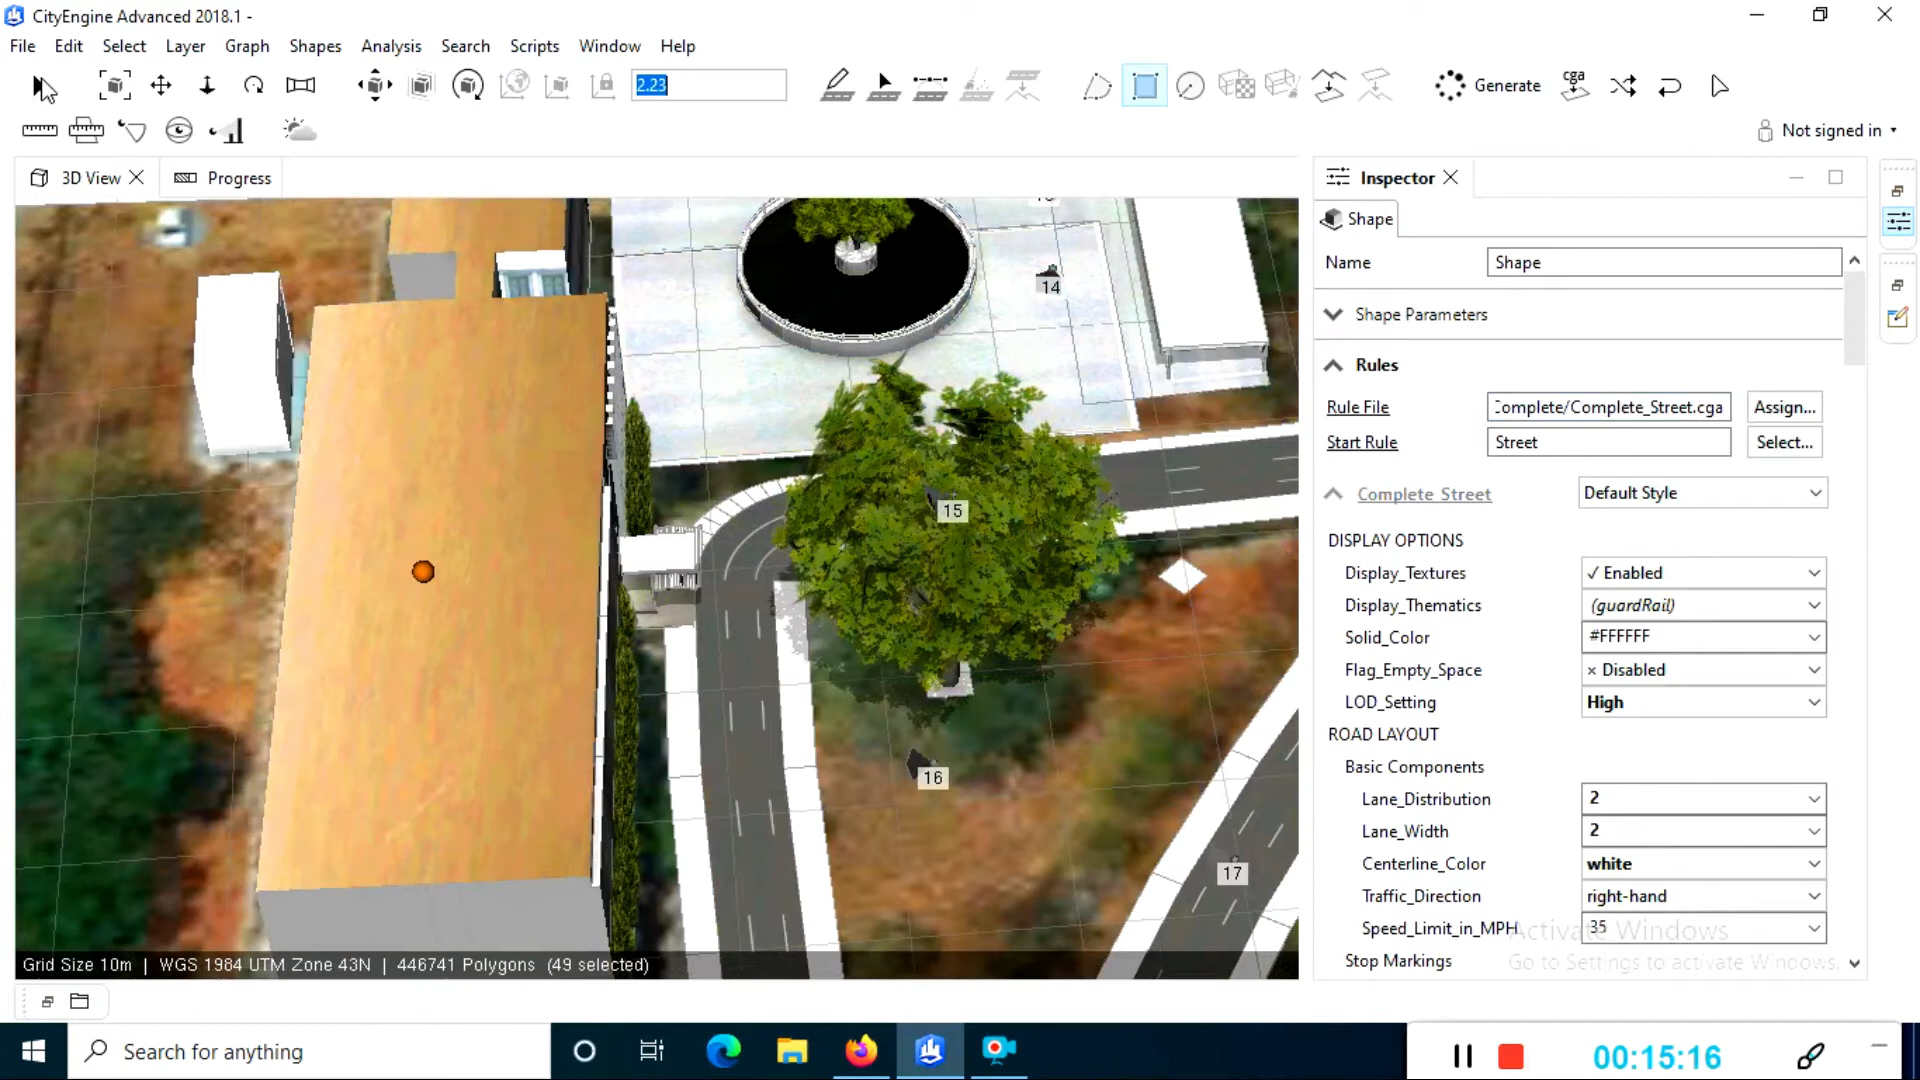 CityEngine Advanced 2018.1 -
File Edit Select Layer Graph Shapes Analysis Search Scripts Window Help
2.23
Generate
cga
Not signed in
3D View
Progress
Inspector
Shape
Name
Shape
Shape Parameters
Rules
Rule File
Complete/Complete_Street.cga
Assign...
Start Rule
Street
Select...
Complete Street
Default Style
DISPLAY OPTIONS
Display_Textures
✓ Enabled
Display_Thematics
(guardRail)
Solid_Color
#FFFFFF
Flag_Empty_Space
× Disabled
LOD_Setting
High
ROAD LAYOUT
Basic Components
Lane_Distribution
2
Lane_Width
2
Centerline_Color
white
Traffic_Direction
right-hand
Speed_Limit_in_MPH
35
Stop Markings
Activate Windows
Go to Settings to activate Windows.
14
15
16
17
Grid Size 10m | WGS 1984 UTM Zone 43N | 446741 Polygons (49 selected)
Search for anything
00:15:16